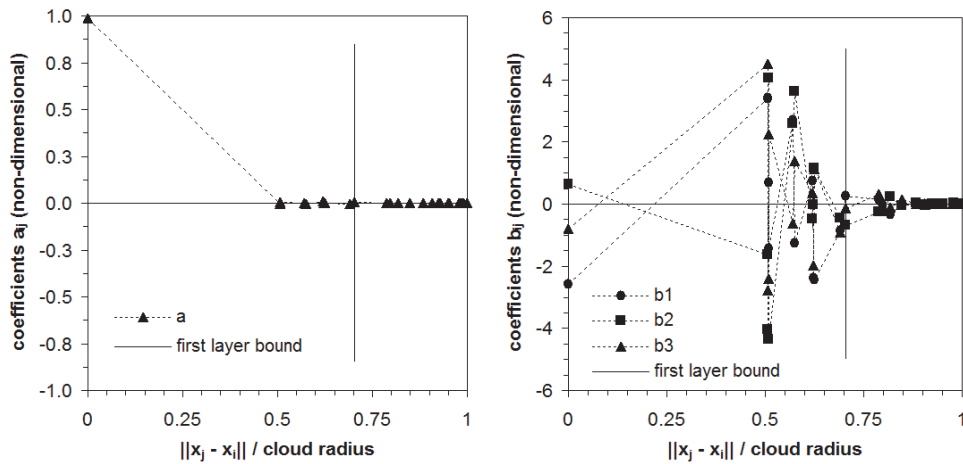 coefficients aj (non-dimensional)
1.0
0.8
0.5
0.3
0.0
-0.3
-0.5
-0.8
-1.0
a
first layer bound
0
0.25
0.5
0.75
1
||xj - xi|| / cloud radius
coefficients bj (non-dimensional)
6
4
2
0
-2
-4
-6
b1
b2
b3
first layer bound
0
0.25
0.5
0.75
1
||xj - xi|| / cloud radius